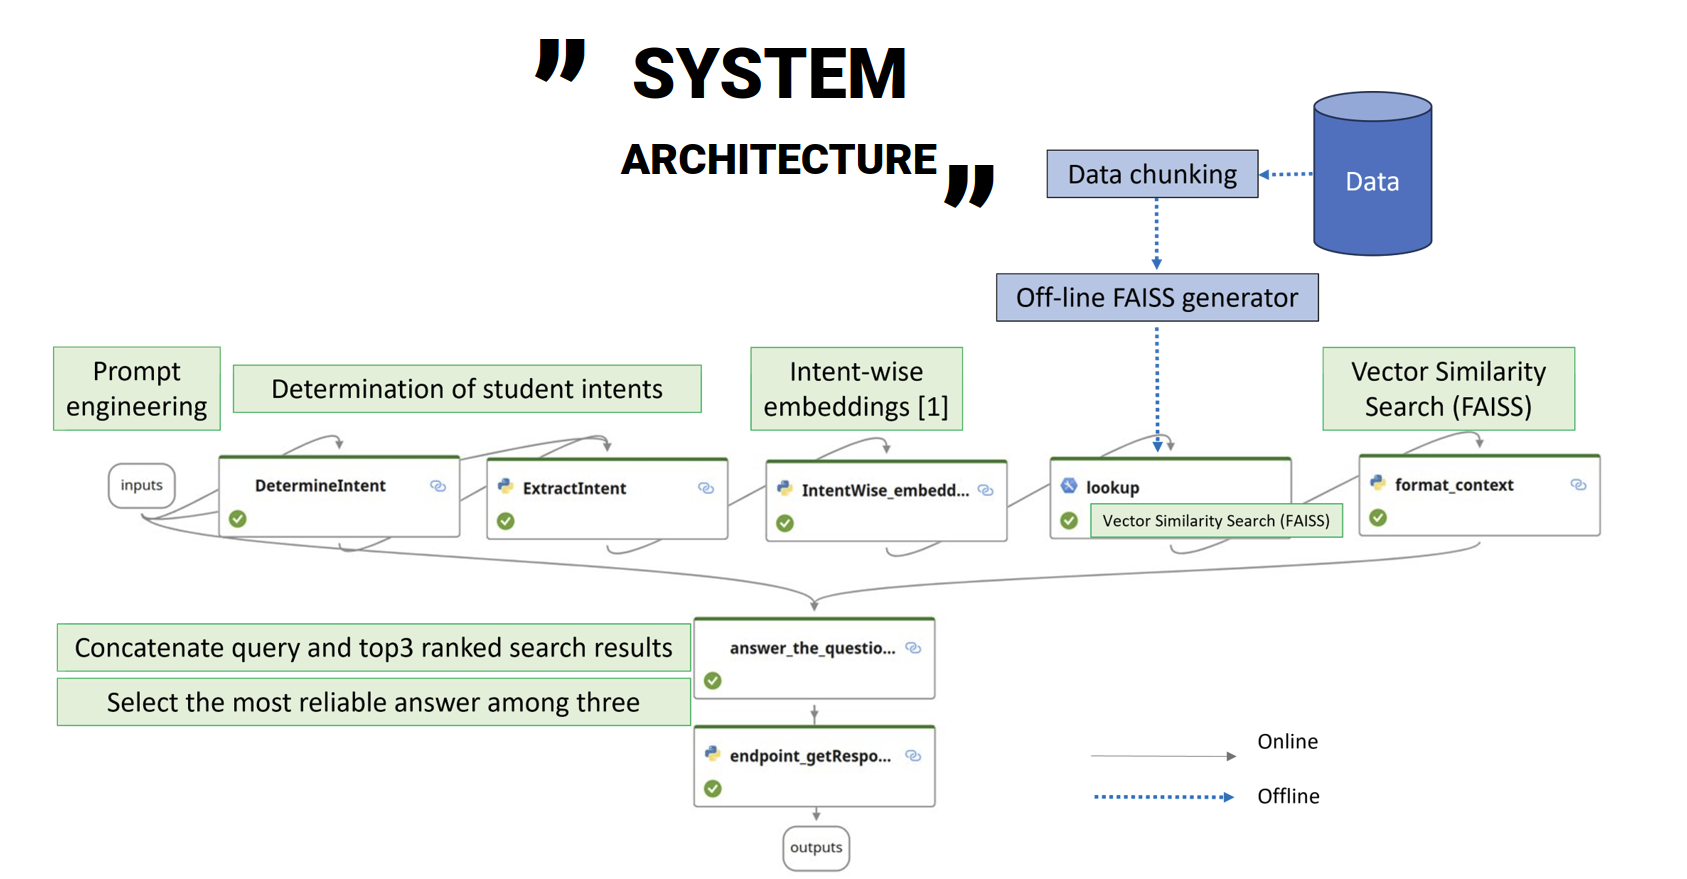 ” SYSTEM
ARCHITECTURE ”
Data
Data chunking
Off-line FAISS generator
Prompt
engineering
Determination of student intents
Intent-wise
embeddings [1]
Vector Similarity
Search (FAISS)
inputs
DetermineIntent
ExtractIntent
IntentWise_embedd...
lookup
Vector Similarity Search (FAISS)
format_context
Concatenate query and top3 ranked search results
Select the most reliable answer among three
answer_the_questio...
endpoint_getRespo...
outputs
Online
Offline